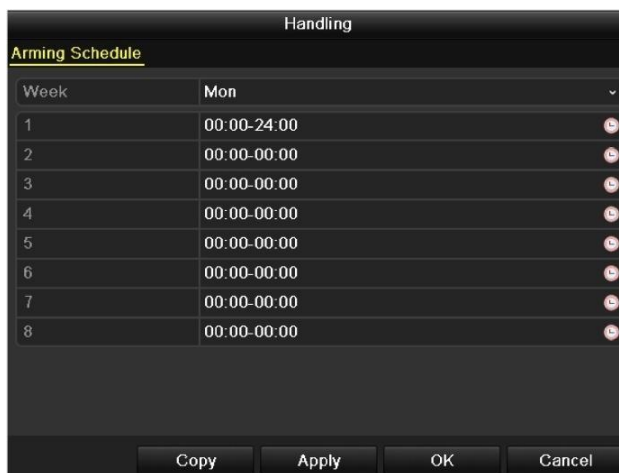 Handling
Arming Schedule
Week Mon
1 00:00-24:00
2 00:00-00:00
3 00:00-00:00
4 00:00-00:00
5 00:00-00:00
6 00:00-00:00
7 00:00-00:00
8 00:00-00:00
Copy Apply OK Cancel